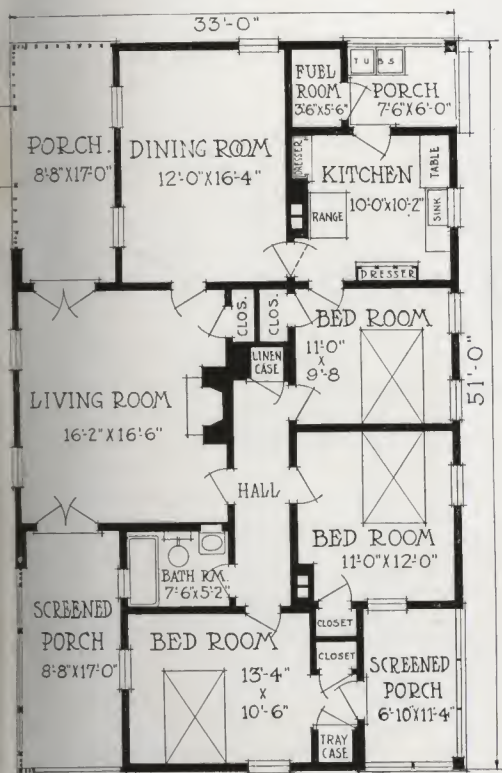 33'-0"
FUEL
ROOM
3'6"x5'-6"
TUBS
PORCH
7'-6"X6'-0"
PORCH.
8'-8"X17'-0"
DINING ROOM
12'-0"X16'-4"
DRESSER
KITCHEN
10'-0"X10'-2"
TABLE
SINK
RANGE
DRESSER
CLOS.
CLOS.
BED ROOM
11'-0"
X
9'-8
51'-0"
LINEN
CASE
LIVING ROOM
16'-2"X16'-6"
HALL
BED ROOM
11'-0"X12'-0"
BATH RM.
7'-6"X5'-2"
SCREENED
PORCH
8'-8"X17'-0"
BED ROOM
13'-4"
X
10'-6"
CLOSET
CLOSET
TRAY
CASE
SCREENED
PORCH
6'-10"X11'-4"